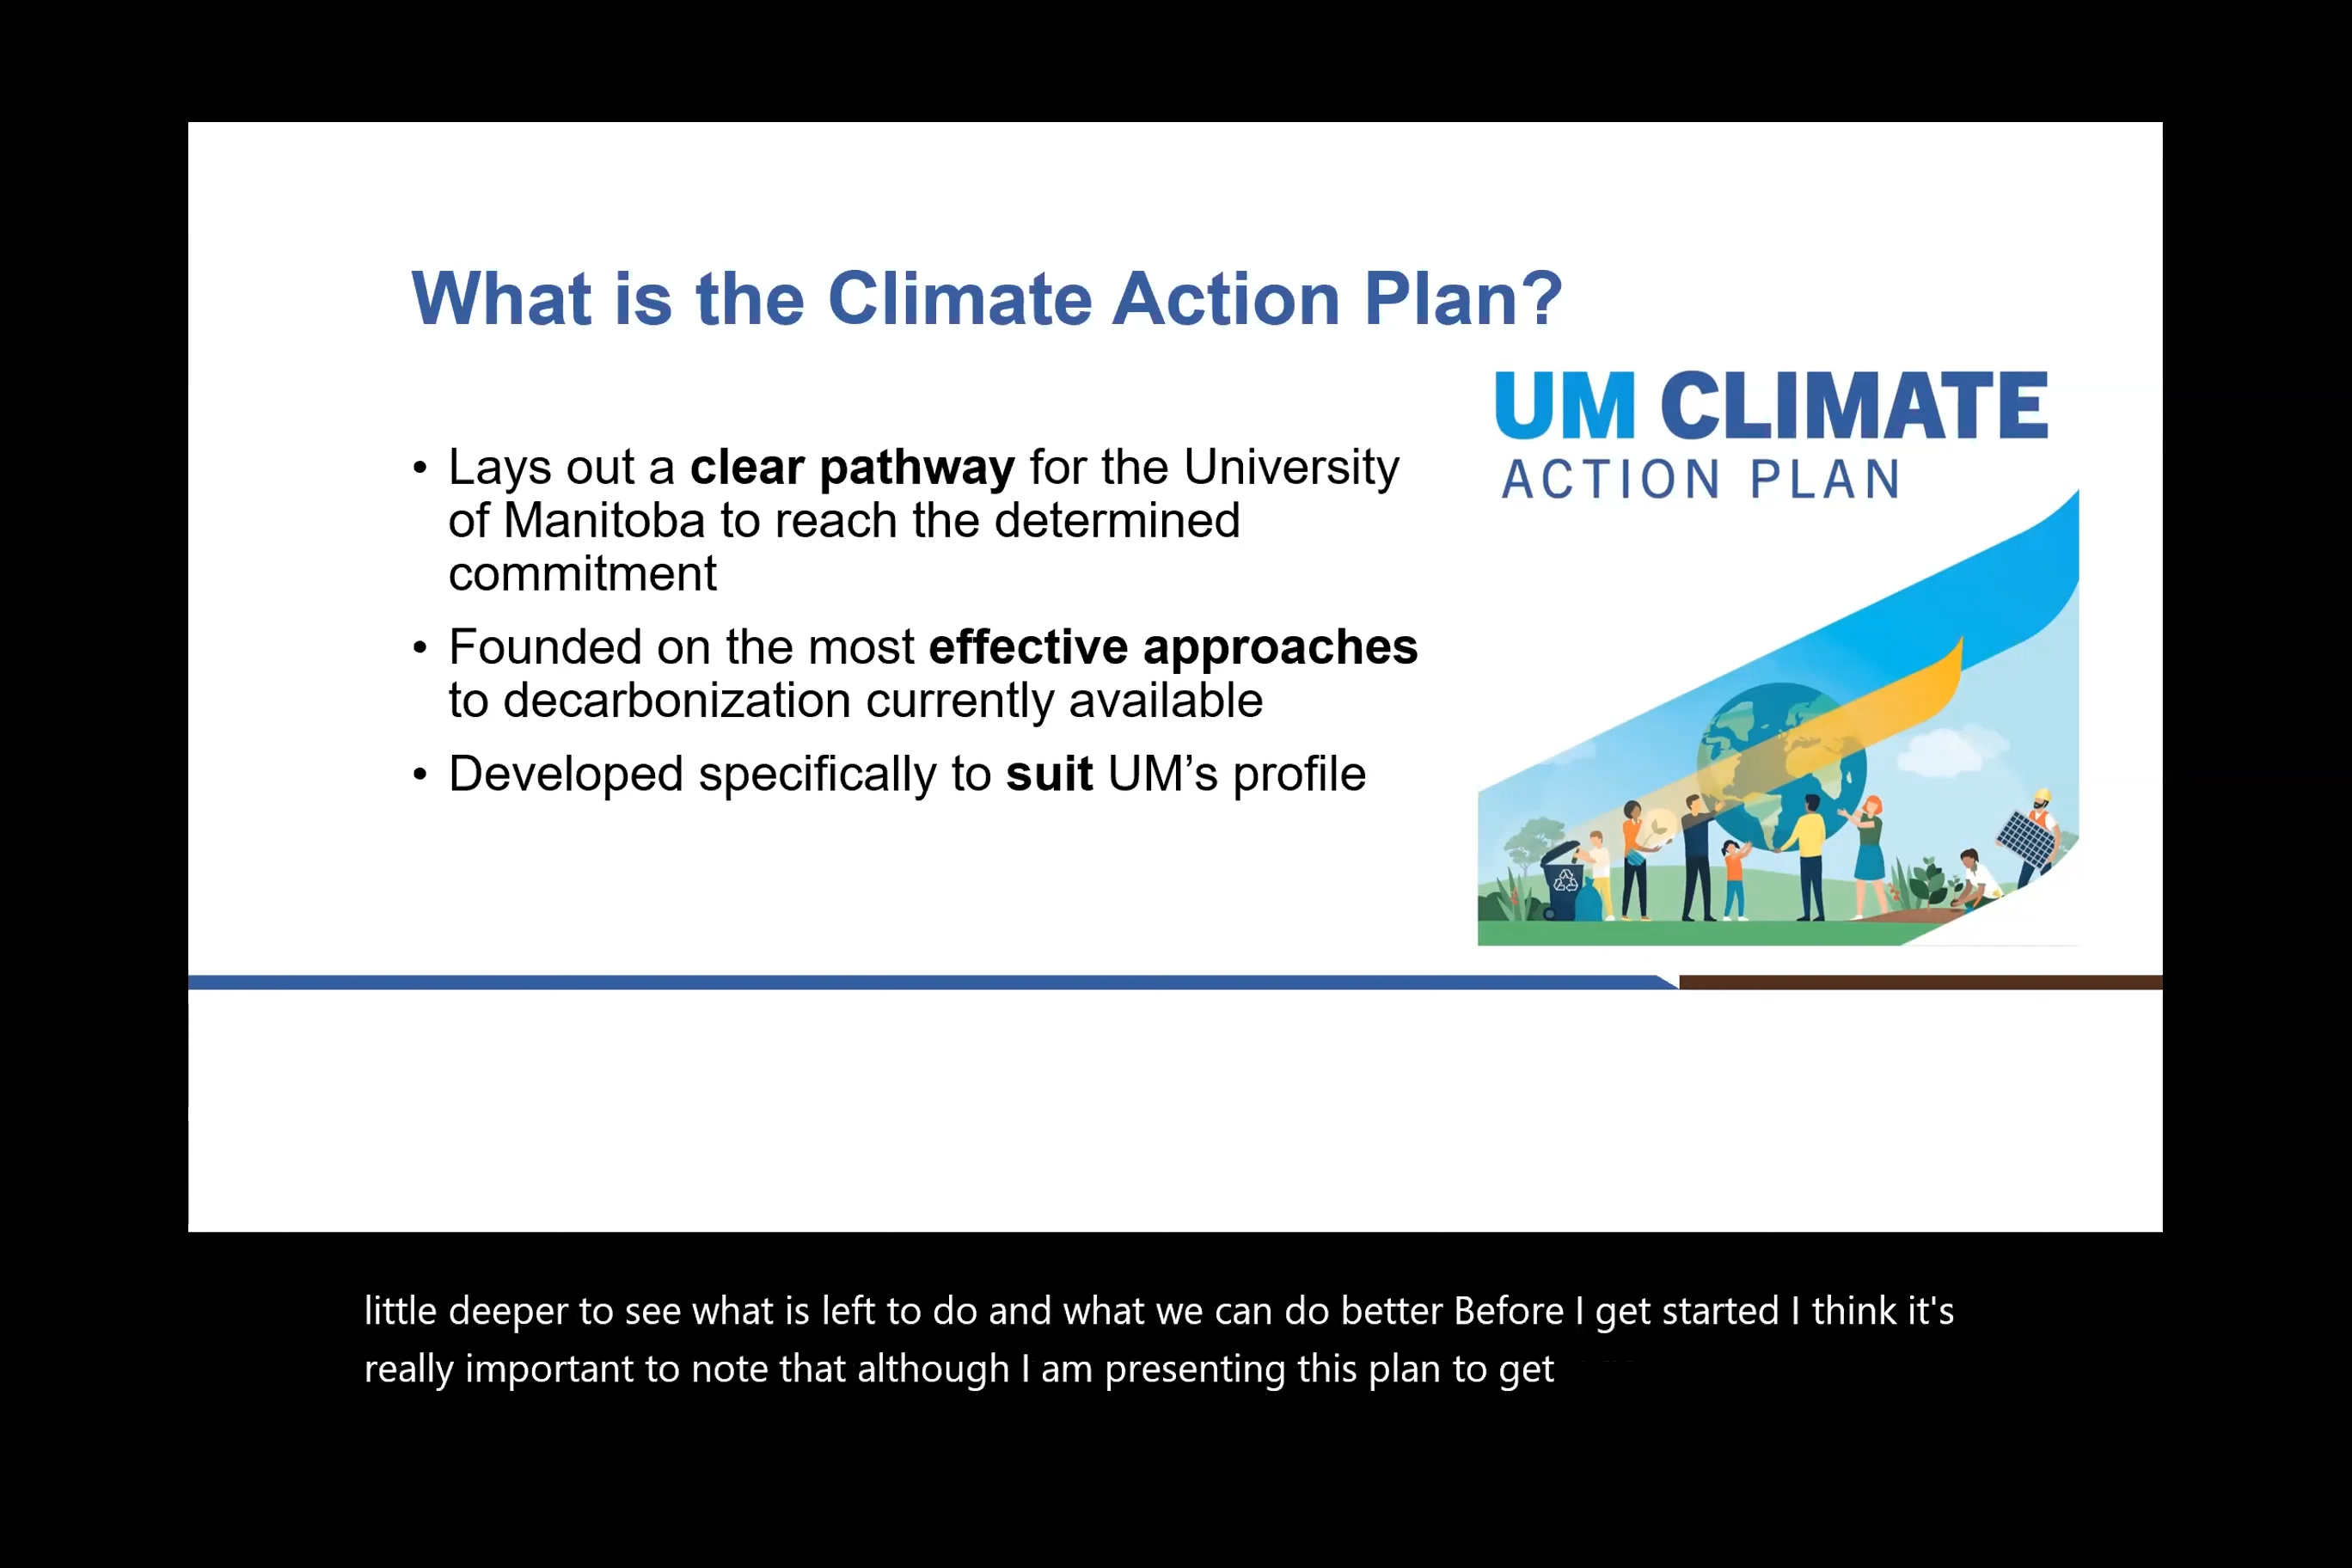 What is the Climate Action Plan?
• Lays out a clear pathway for the University
of Manitoba to reach the determined
commitment
• Founded on the most effective approaches
to decarbonization currently available
• Developed specifically to suit UM’s profile
UM CLIMATE
ACTION PLAN
little deeper to see what is left to do and what we can do better Before I get started I think it's
really important to note that although I am presenting this plan to get